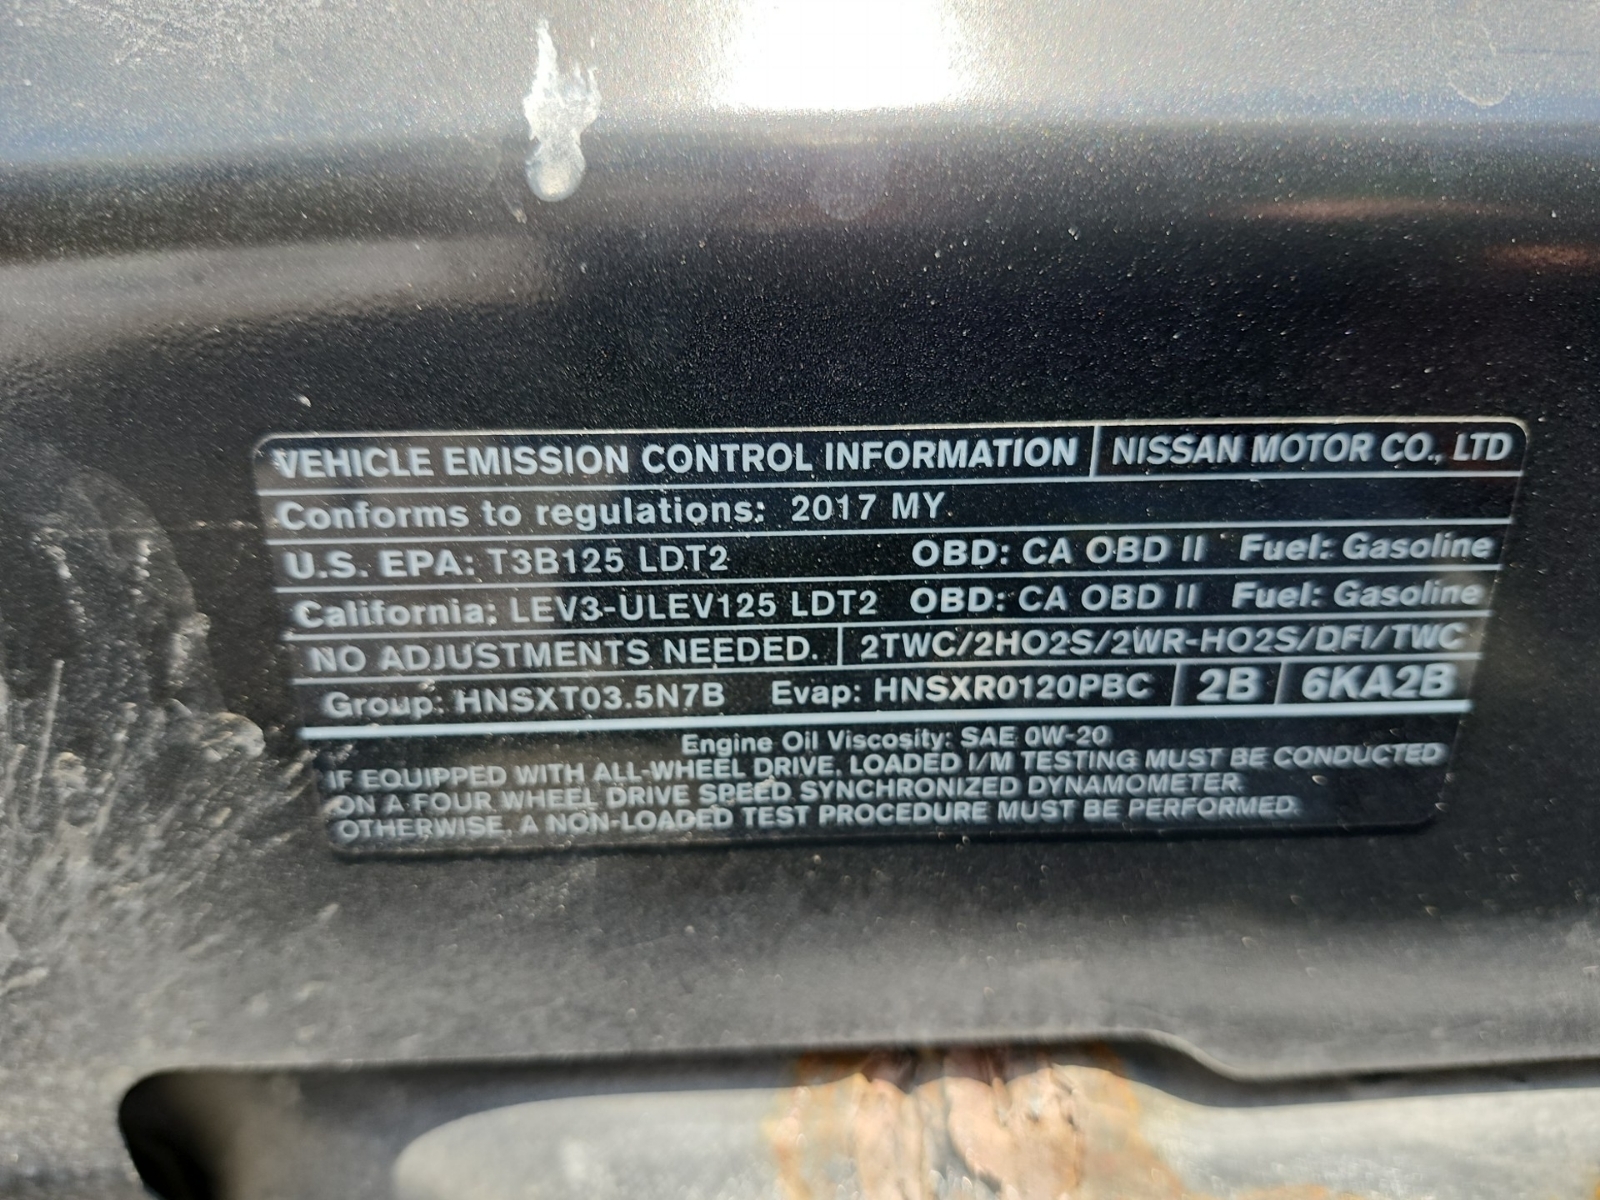 VEHICLE EMISSION CONTROL INFORMATION NISSAN MOTOR CO., LTD
Conforms to regulations: 2017 MY
U.S. EPA: T3B125 LDT2 OBD: CA OBD II Fuel: Gasoline
California: LEV3-ULEV125 LDT2 OBD: CA OBD II Fuel: Gasoline
NO ADJUSTMENTS NEEDED. 2TWC/2HO2S/2WR-HO2S/DFI/TWC
Group: HNSXT03.5N7B Evap: HNSXR0120PBC 2B 6KA2B
Engine Oil Viscosity: SAE 0W-20
IF EQUIPPED WITH ALL-WHEEL DRIVE, LOADED I/M TESTING MUST BE CONDUCTED
ON A FOUR WHEEL DRIVE SPEED SYNCHRONIZED DYNAMOMETER.
OTHERWISE, A NON-LOADED TEST PROCEDURE MUST BE PERFORMED.